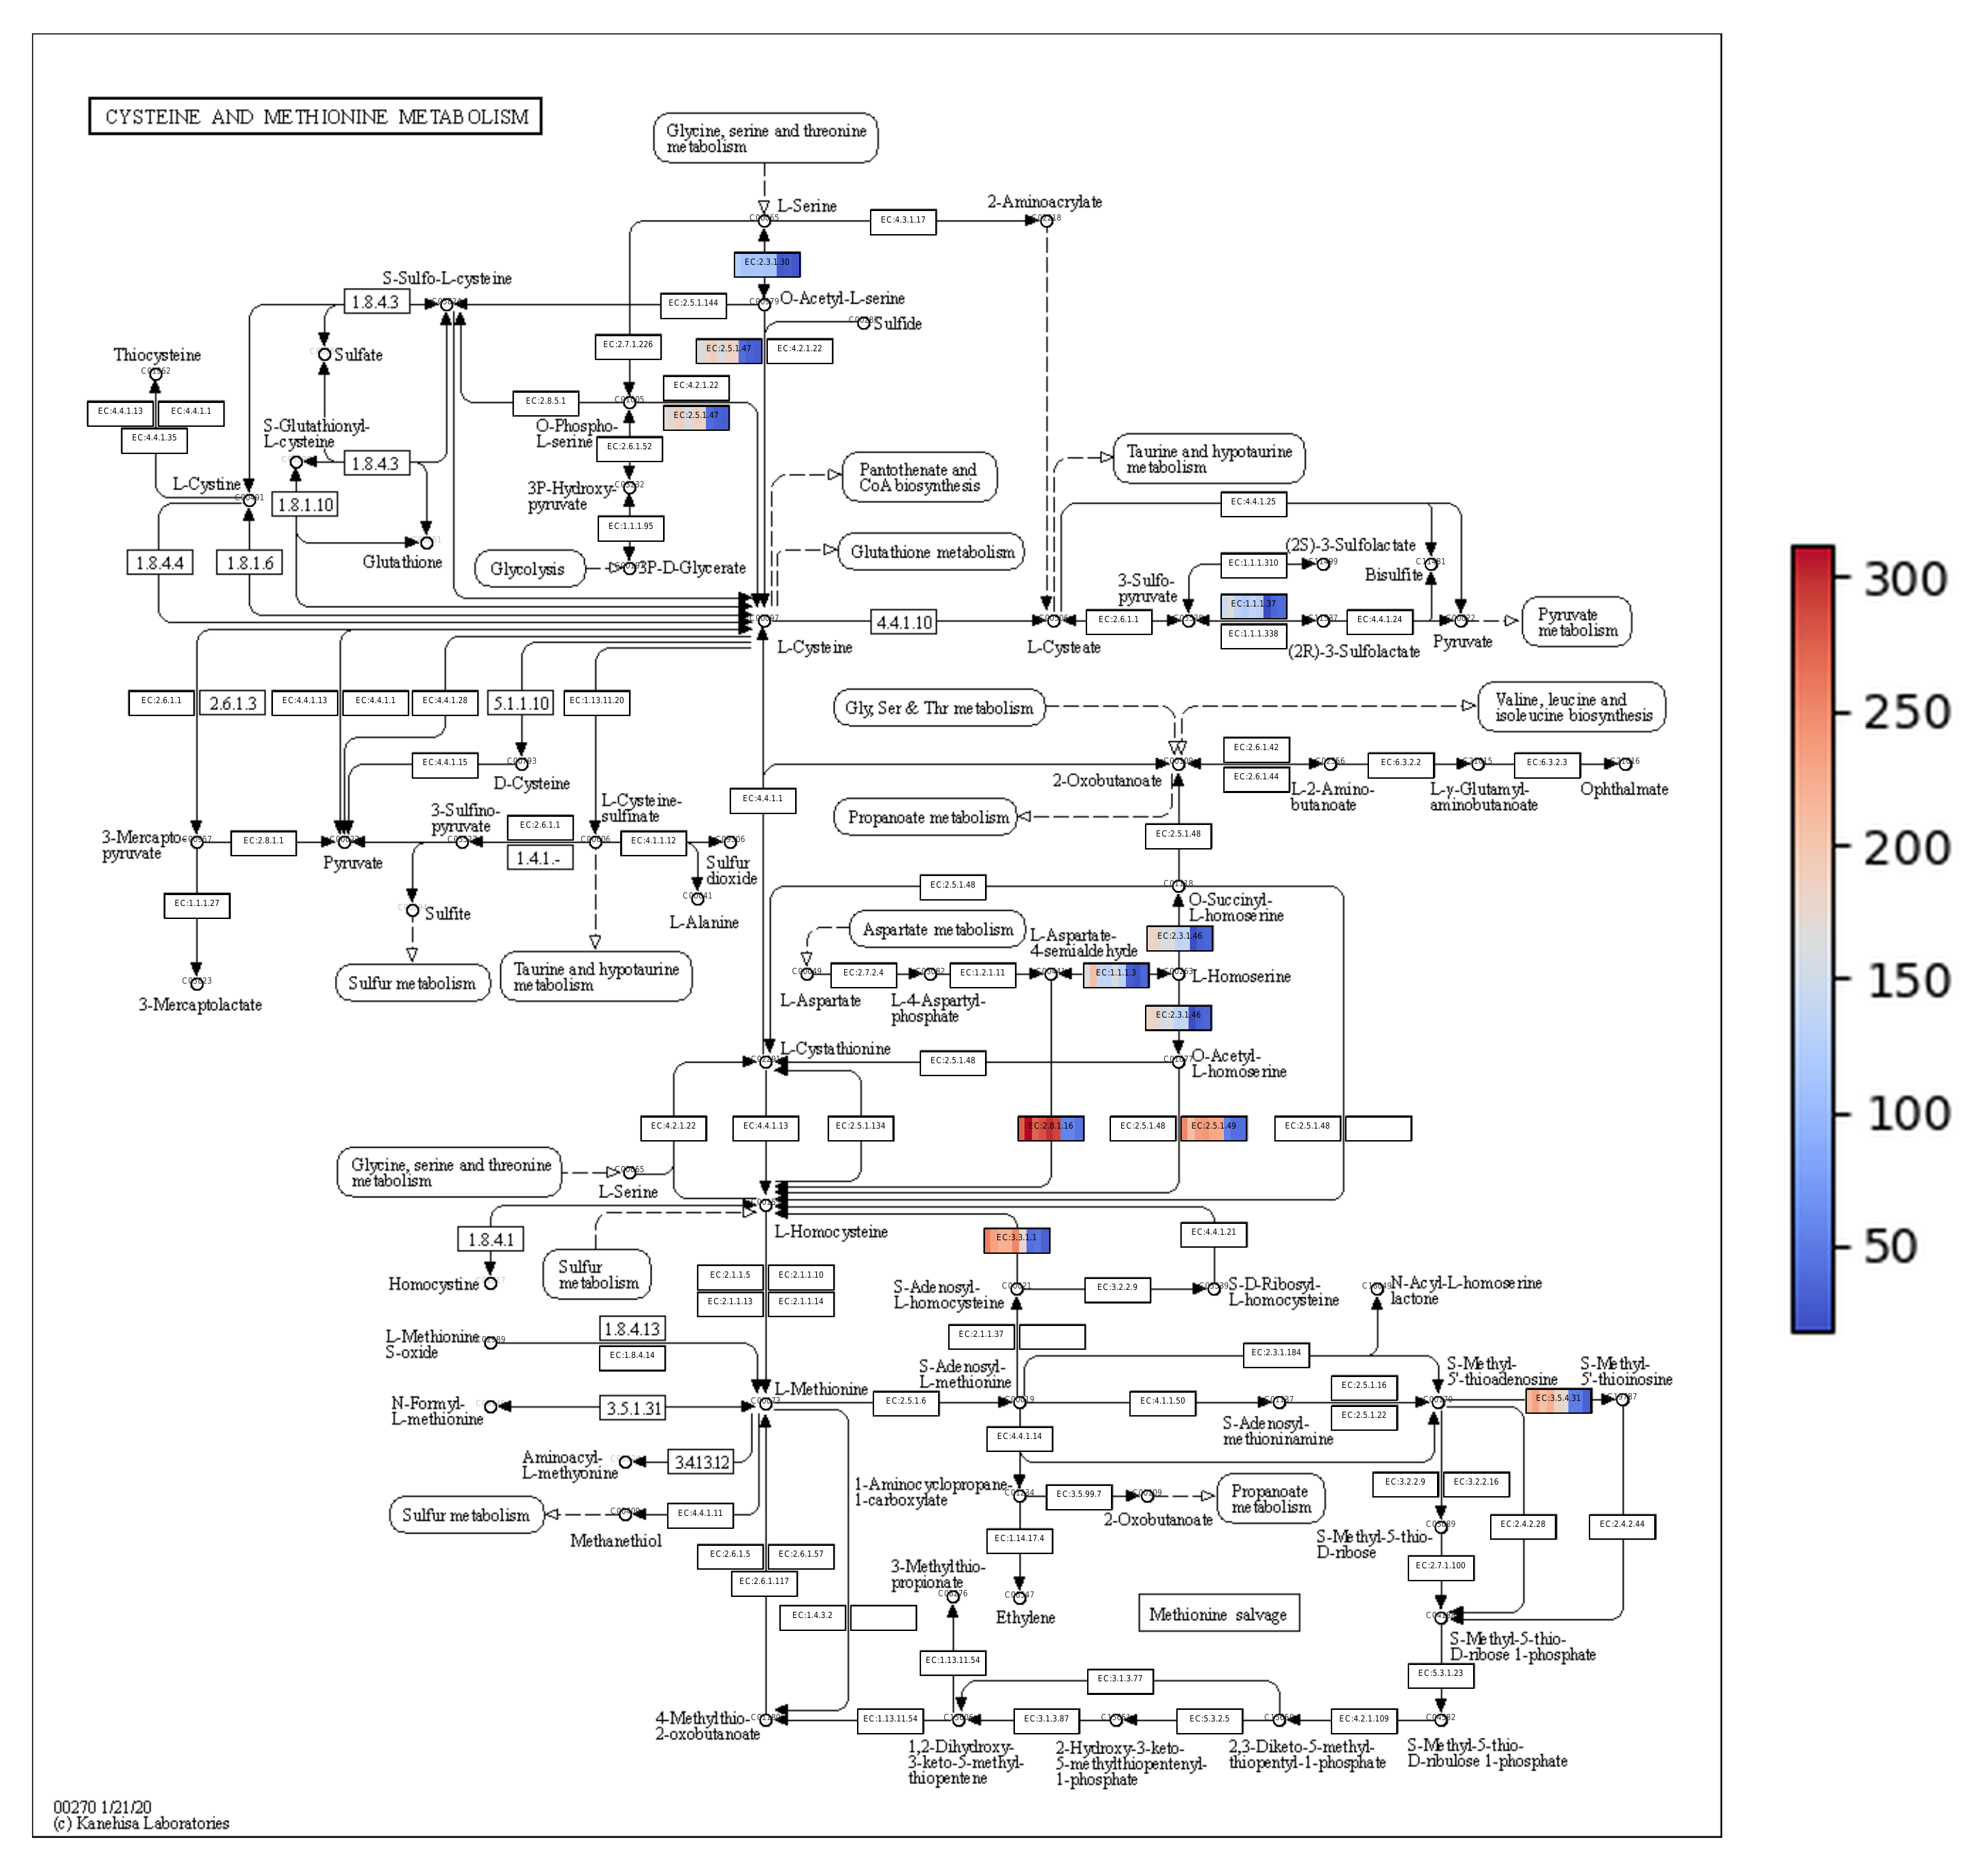 CYSTEINE AND METHIONINE METABOLISM
Glycine, serine and threonine
metabolism
L-Serine
2-Aminoacrylate
EC:4.3.1.17
EC:2.3.1.30
S-Sulfo-L-cysteine
1.8.4.3
EC:2.5.1.144
O-Acetyl-L-serine
Sulfide
Thiocysteine
Sulfate
EC:2.7.1.226
EC:2.5.1.47
EC:4.2.1.22
EC:4.4.1.13
EC:4.4.1.1
EC:4.4.1.35
EC:2.8.5.1
EC:4.2.1.22
EC:2.5.1.47
S-Glutathionyl-
L-cysteine
1.8.4.3
O-Phospho-
L-serine
EC:2.6.1.52
Taurine and hypotaurine
metabolism
Pantothenate and
CoA biosynthesis
L-Cystine
1.8.1.10
3P-Hydroxy-
pyruvate
EC:4.4.1.25
EC:1.1.1.95
1.8.4.4
1.8.1.6
Glutathione
Glycolysis
3P-D-Glycerate
Glutathione metabolism
(2S)-3-Sulfolactate
EC:1.1.1.310
Bisulfite
3-Sulfo-
pyruvate
EC:1.1.1.37
L-Cysteine
4.4.1.10
L-Cysteate
EC:2.6.1.1
EC:1.1.1.338
(2R)-3-Sulfolactate
EC:4.4.1.24
Pyruvate
Pyruvate
metabolism
EC:2.6.1.1
2.6.1.3
EC:4.4.1.13
EC:4.4.1.1
EC:4.4.1.28
5.1.1.10
EC:1.13.11.20
Gly, Ser & Thr metabolism
Valine, leucine and
isoleucine biosynthesis
EC:4.4.1.15
D-Cysteine
EC:4.4.1.1
2-Oxobutanoate
EC:2.6.1.42
EC:2.6.1.44
L-2-Amino-
butanoate
EC:6.3.2.2
L-γ-Glutamyl-
aminobutanoate
EC:6.3.2.3
Ophthalmate
3-Mercapto-
pyruvate
EC:2.8.1.1
Pyruvate
3-Sulfino-
pyruvate
EC:2.6.1.1
1.4.1.-
L-Cysteine-
sulfinate
EC:4.1.1.12
Sulfur
dioxide
Propanoate metabolism
EC:2.5.1.48
EC:1.1.1.27
Sulfite
L-Alanine
EC:2.5.1.48
O-Succinyl-
L-homoserine
Aspartate metabolism
L-Aspartate-
4-semialdehyde
EC:2.3.1.46
3-Mercaptolactate
Sulfur metabolism
Taurine and hypotaurine
metabolism
L-Aspartate
EC:2.7.2.4
L-4-Aspartyl-
phosphate
EC:1.2.1.11
EC:1.1.1.3
L-Homoserine
EC:2.3.1.46
L-Cystathionine
EC:2.5.1.48
O-Acetyl-
L-homoserine
EC:4.2.1.22
EC:4.4.1.13
EC:2.5.1.134
EC:2.8.1.16
EC:2.5.1.48
EC:2.5.1.49
EC:2.5.1.48
Glycine, serine and threonine
metabolism
L-Serine
1.8.4.1
L-Homocysteine
EC:3.3.1.1
EC:4.4.1.21
Homocystine
Sulfur
metabolism
EC:2.1.1.5
EC:2.1.1.10
EC:2.1.1.13
EC:2.1.1.14
S-Adenosyl-
L-homocysteine
EC:3.2.2.9
S-D-Ribosyl-
L-homocysteine
N-Acyl-L-homoserine
lactone
L-Methionine
S-oxide
1.8.4.13
EC:1.8.4.14
EC:2.1.1.37
EC:2.3.1.184
N-Formyl-
L-methionine
3.5.1.31
L-Methionine
EC:2.5.1.6
S-Adenosyl-
L-methionine
EC:4.1.1.50
S-Adenosyl-
methioninamine
EC:2.5.1.16
EC:2.5.1.22
S-Methyl-
5'-thioadenosine
EC:3.5.4.31
S-Methyl-
5'-thioinosine
EC:4.4.1.14
Aminoacyl-
L-methyonine
3.4.13.12
1-Aminocyclopropane-
1-carboxylate
EC:3.5.99.7
2-Oxobutanoate
Propanoate
metabolism
EC:3.2.2.9
EC:3.2.2.16
Sulfur metabolism
Methanethiol
EC:4.4.1.11
EC:1.14.17.4
S-Methyl-5-thio-
D-ribose
EC:2.4.2.28
EC:2.4.2.44
EC:2.6.1.5
EC:2.6.1.57
EC:2.6.1.117
EC:2.7.1.100
3-Methylthio-
propionate
EC:1.4.3.2
Ethylene
Methionine salvage
S-Methyl-5-thio-
D-ribose 1-phosphate
EC:1.13.11.54
EC:3.1.3.77
EC:5.3.1.23
4-Methylthio-
2-oxobutanoate
EC:1.13.11.54
EC:3.1.3.87
EC:5.3.2.5
EC:4.2.1.109
1,2-Dihydroxy-
3-keto-5-methyl-
thiopentene
2-Hydroxy-3-keto-
5-methylthiopentenyl-
1-phosphate
2,3-Diketo-5-methyl-
thiopentyl-1-phosphate
S-Methyl-5-thio-
D-ribulose 1-phosphate
00270 1/21/20
(c) Kanehisa Laboratories
300
250
200
150
100
50